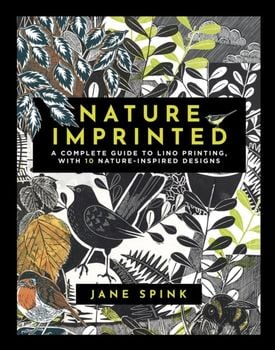 NATURE
IMPRINTED
A COMPLETE GUIDE TO LINO PRINTING,
WITH 10 NATURE-INSPIRED DESIGNS
JANE SPINK